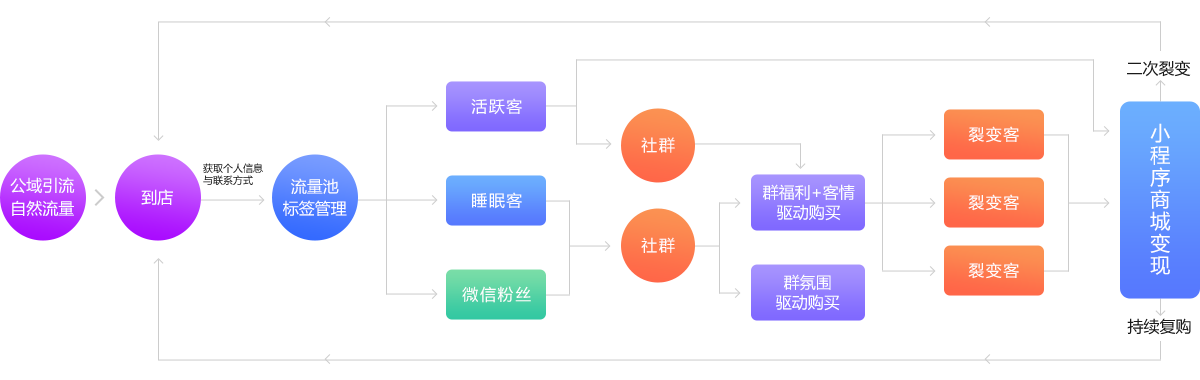 公域引流
自然流量
到店
获取个人信息
与联系方式
流量池
标签管理
活跃客
睡眠客
微信粉丝
社群
社群
群福利+客情
驱动购买
群氛围
驱动购买
裂变客
裂变客
裂变客
二次裂变
小程序商城变现
持续复购